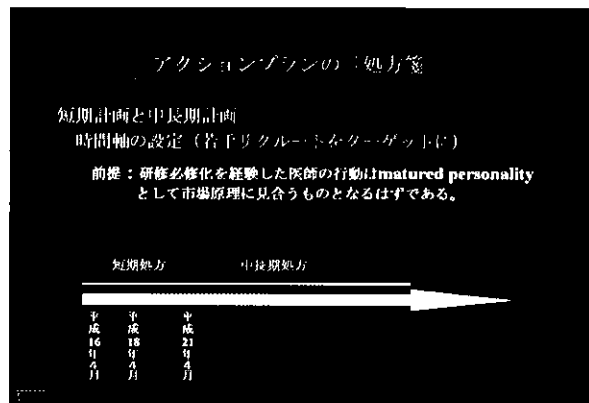 アクションプランの「処方箋
短期計画と中長期計画
時間軸の設定（若手リクルートをターゲットに）
前提：研修必修化を経験した医師の行動はmatured personality
として市場原理に見合うものとなるはずである。
短期処方 中長期処方
平成16年4月 平成18年4月 平成21年4月